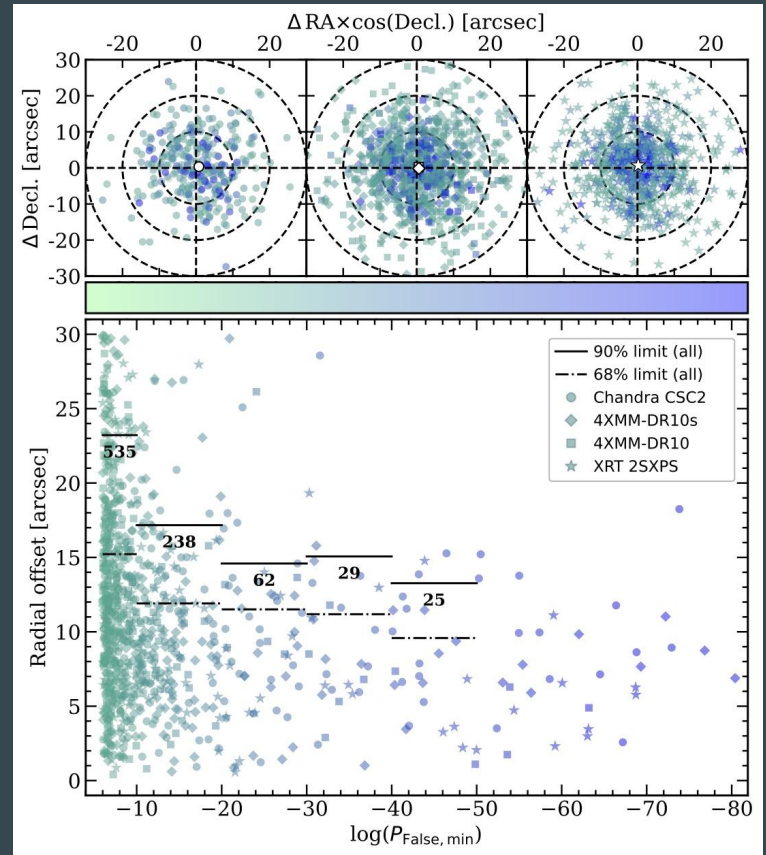 Δ RA×cos(Decl.) [arcsec]
-20 0 20 -20 0 20 -20 0 20
Δ Decl. [arcsec]
30
20
10
0
-10
-20
-30
Radial offset [arcsec]
30
25
20
15
10
5
0
90% limit (all)
68% limit (all)
Chandra CSC2
4XMM-DR10s
4XMM-DR10
XRT 2SXPS
535
238
62
29
25
−10 −20 −30 −40 −50 −60 −70 −80
log(P_False, min)